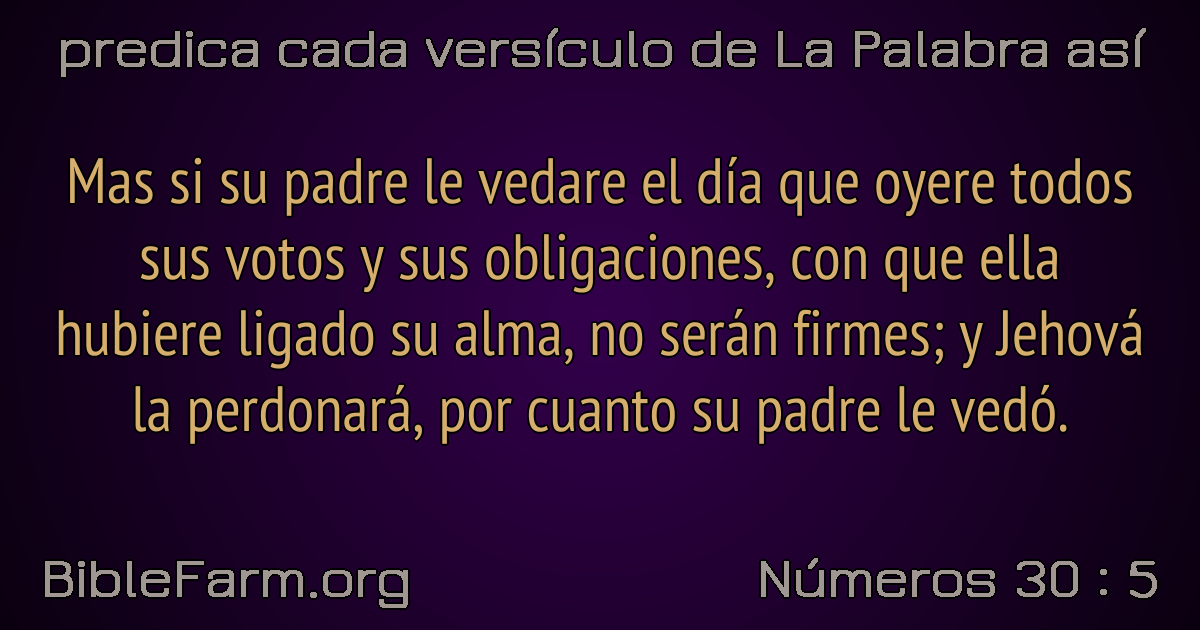 predica cada versículo de La Palabra así
Mas si su padre le vedare el día que oyere todos
sus votos y sus obligaciones, con que ella
hubiere ligado su alma, no serán firmes; y Jehová
la perdonará, por cuanto su padre le vedó.
BibleFarm.org
Números 30 : 5